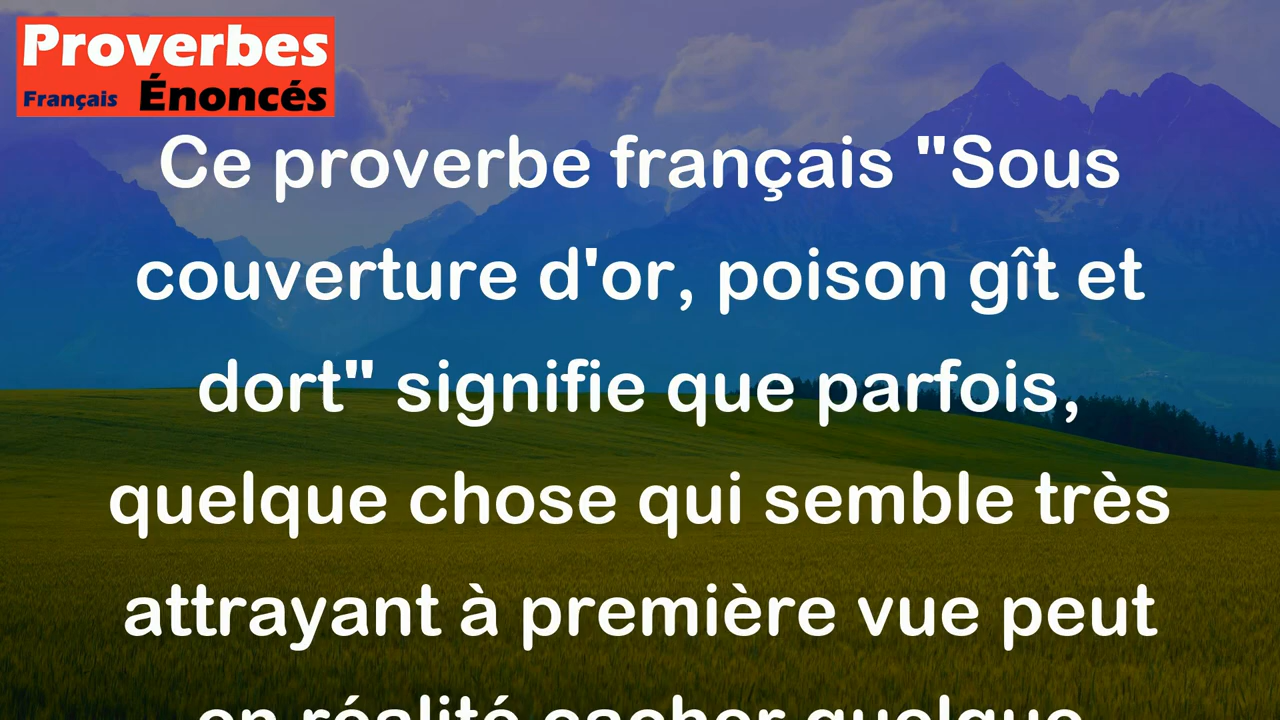 Proverbes
Français Énoncés
Ce proverbe français "Sous
couverture d'or, poison gît et
dort" signifie que parfois,
quelque chose qui semble très
attrayant à première vue peut
en réalité cacher quelque